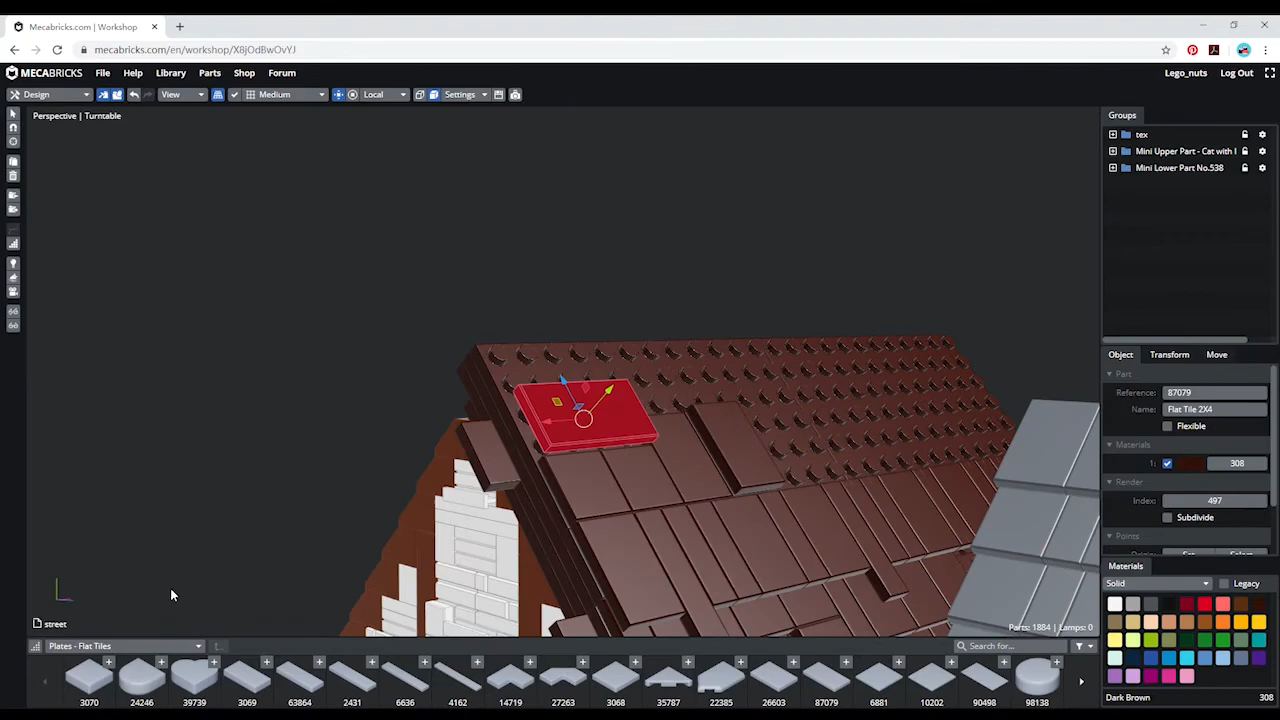 Mecabricks.com | Workshop
mecabricks.com/en/workshop/X8jOdBwOvYJ
MECABRICKS File Help Library Parts Shop Forum Lego_nuts Log Out
Design View Medium Local Settings
Perspective | Turntable
Groups
tex
Mini Upper Part - Cat with
Mini Lower Part No.538
Object Transform Move
Part
Reference: 87079
Name: Flat Tile 2X4
Flexible
Materials
1: 308
Render
Index: 497
Subdivide
Points
Materials
Solid Legacy
street
Parts: 1884 | Lamps: 0
Plates - Flat Tiles
Search for...
3070 24246 39739 3069 63864 2431 6636 4162 14719 27263 3068 35787 22385 26603 87079 6881 10202 90498 98138
Dark Brown 308